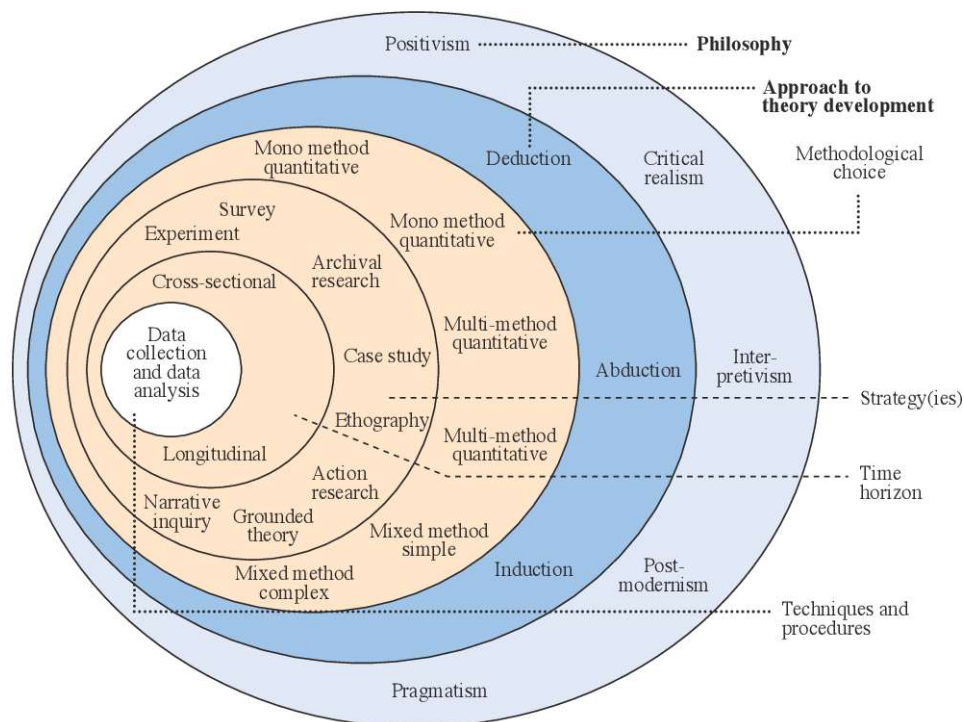 Positivism
Philosophy
Approach to
theory development
Mono method
quantitative
Deduction
Critical
realism
Methodological
choice
Survey
Experiment
Mono method
quantitative
Archival
research
Cross-sectional
Data
collection
and data
analysis
Case study
Multi-method
quantitative
Abduction
Inter-
pretivism
Strategy(ies)
Ethography
Multi-method
quantitative
Longitudinal
Time
horizon
Action
research
Narrative
inquiry
Grounded
theory
Mixed method
simple
Mixed method
complex
Induction
Post-
modernism
Techniques and
procedures
Pragmatism